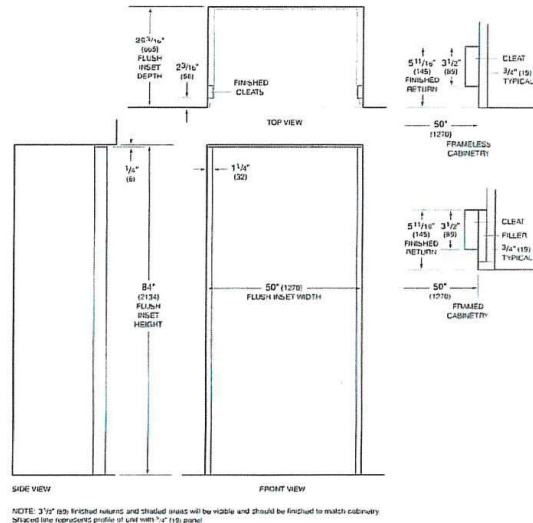 26 3/16"
(665)
FLUSH
INSET
DEPTH
2 3/16"
(56)
FINISHED
CLEATS
TOP VIEW
5 11/16"
(145)
FINISHED
RETURN
3 1/2"
(89)
CLEAT
3/4" (19)
TYPICAL
50"
(1270)
FRAMELESS
CABINETRY
1/4"
(6)
1 1/4"
(32)
84"
(2134)
FLUSH
INSET
HEIGHT
50" (1270)
FLUSH INSET WIDTH
5 11/16"
(145)
FINISHED
RETURN
3 1/2"
(89)
CLEAT
FILLER
3/4" (19)
TYPICAL
50"
(1270)
FRAMED
CABINETRY
SIDE VIEW
FRONT VIEW
NOTE: 3 1/2" (89) finished returns and shaded areas will be visible and should be finished to match cabinetry.
Shaded line represents profile of unit with 3/4" (19) panel